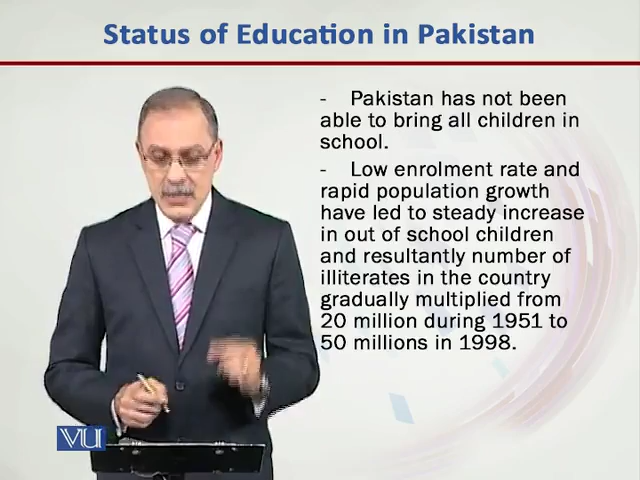 Status of Education in Pakistan
- Pakistan has not been
able to bring all children in
school.
- Low enrolment rate and
rapid population growth
have led to steady increase
in out of school children
and resultantly number of
illiterates in the country
gradually multiplied from
20 million during 1951 to
50 millions in 1998.
VU